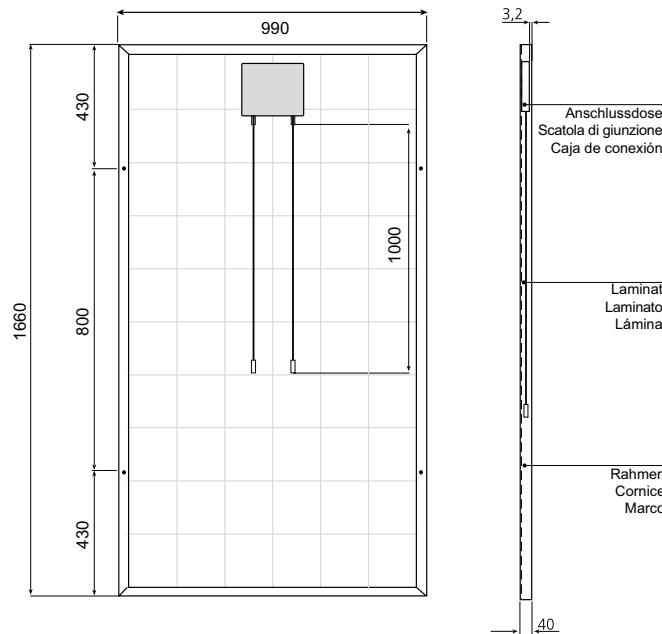 990
3,2
430
Anschlussdose
Scatola di giunzione
Caja de conexión
1000
1660
800
Laminat
Laminato
Lámina
430
Rahmen
Cornice
Marco
40